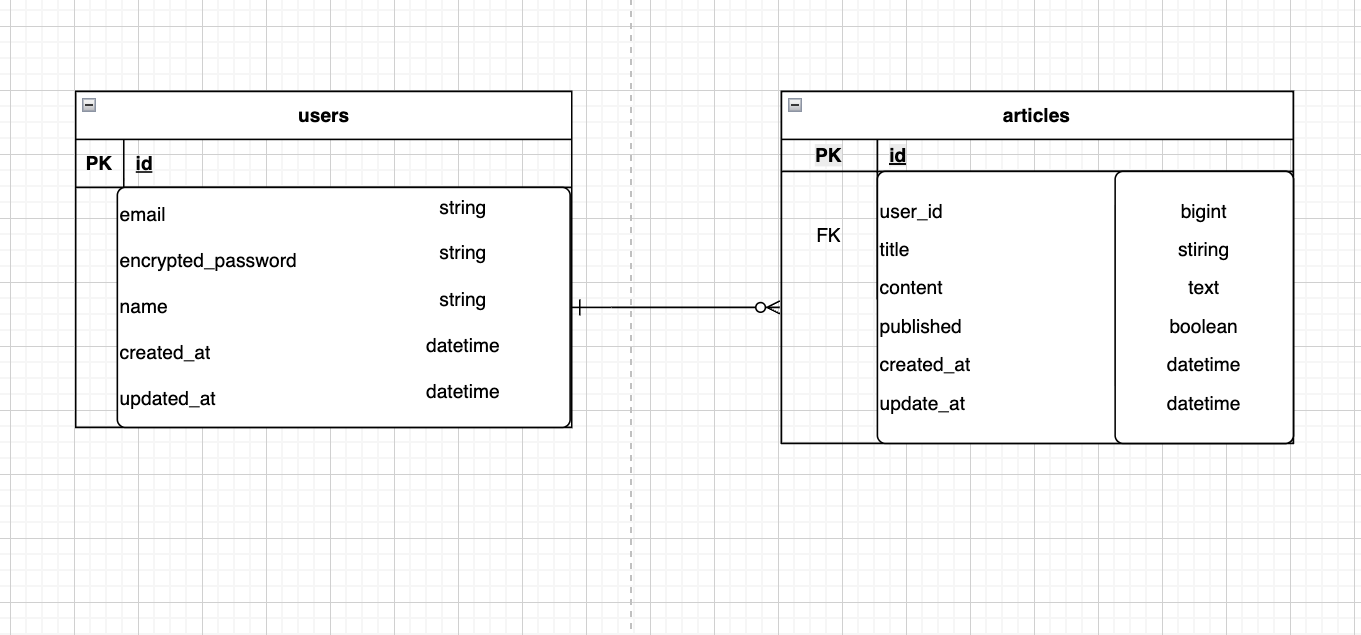 users
PK id
email string
encrypted_password string
name string
created_at datetime
updated_at datetime
articles
PK id
user_id bigint
FK
title stiring
content text
published boolean
created_at datetime
update_at datetime